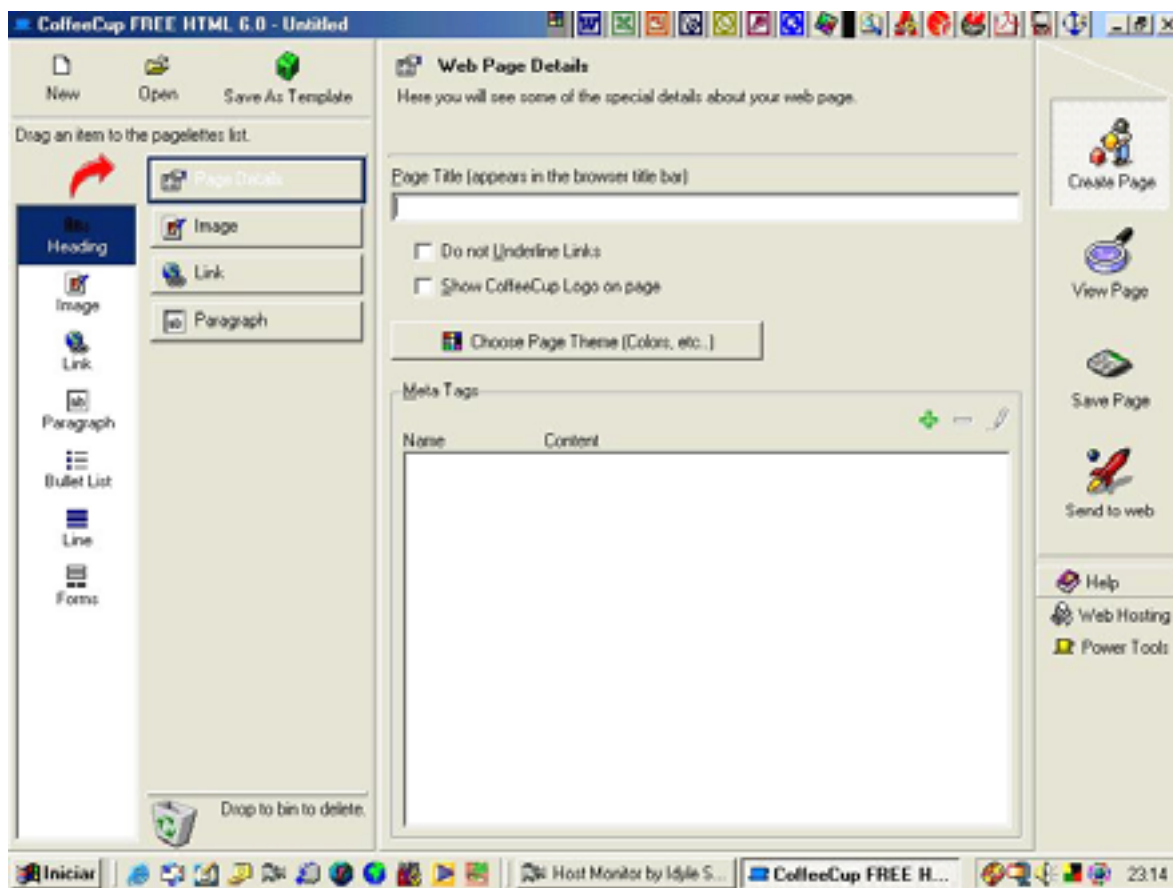 CoffeeCup FREE HTML 6.0 - Untitled
New
Open
Save As Template
Drag an item to the pagelettes list.
Heading
Image
Link
Paragraph
Bullet List
Line
Forms
Page Details
Image
Link
Paragraph
Drop to bin to delete.
Web Page Details
Here you will see some of the special details about your web page.
Page Title (appears in the browser title bar)
Do not Underline Links
Show CoffeeCup Logo on page
Choose Page Theme (Colors, etc..)
Meta Tags
Name Content
Create Page
View Page
Save Page
Send to web
Help
Web Hosting
Power Tools
Iniciar
Host Monitor by Idyle S...
CoffeeCup FREE H...
23:14